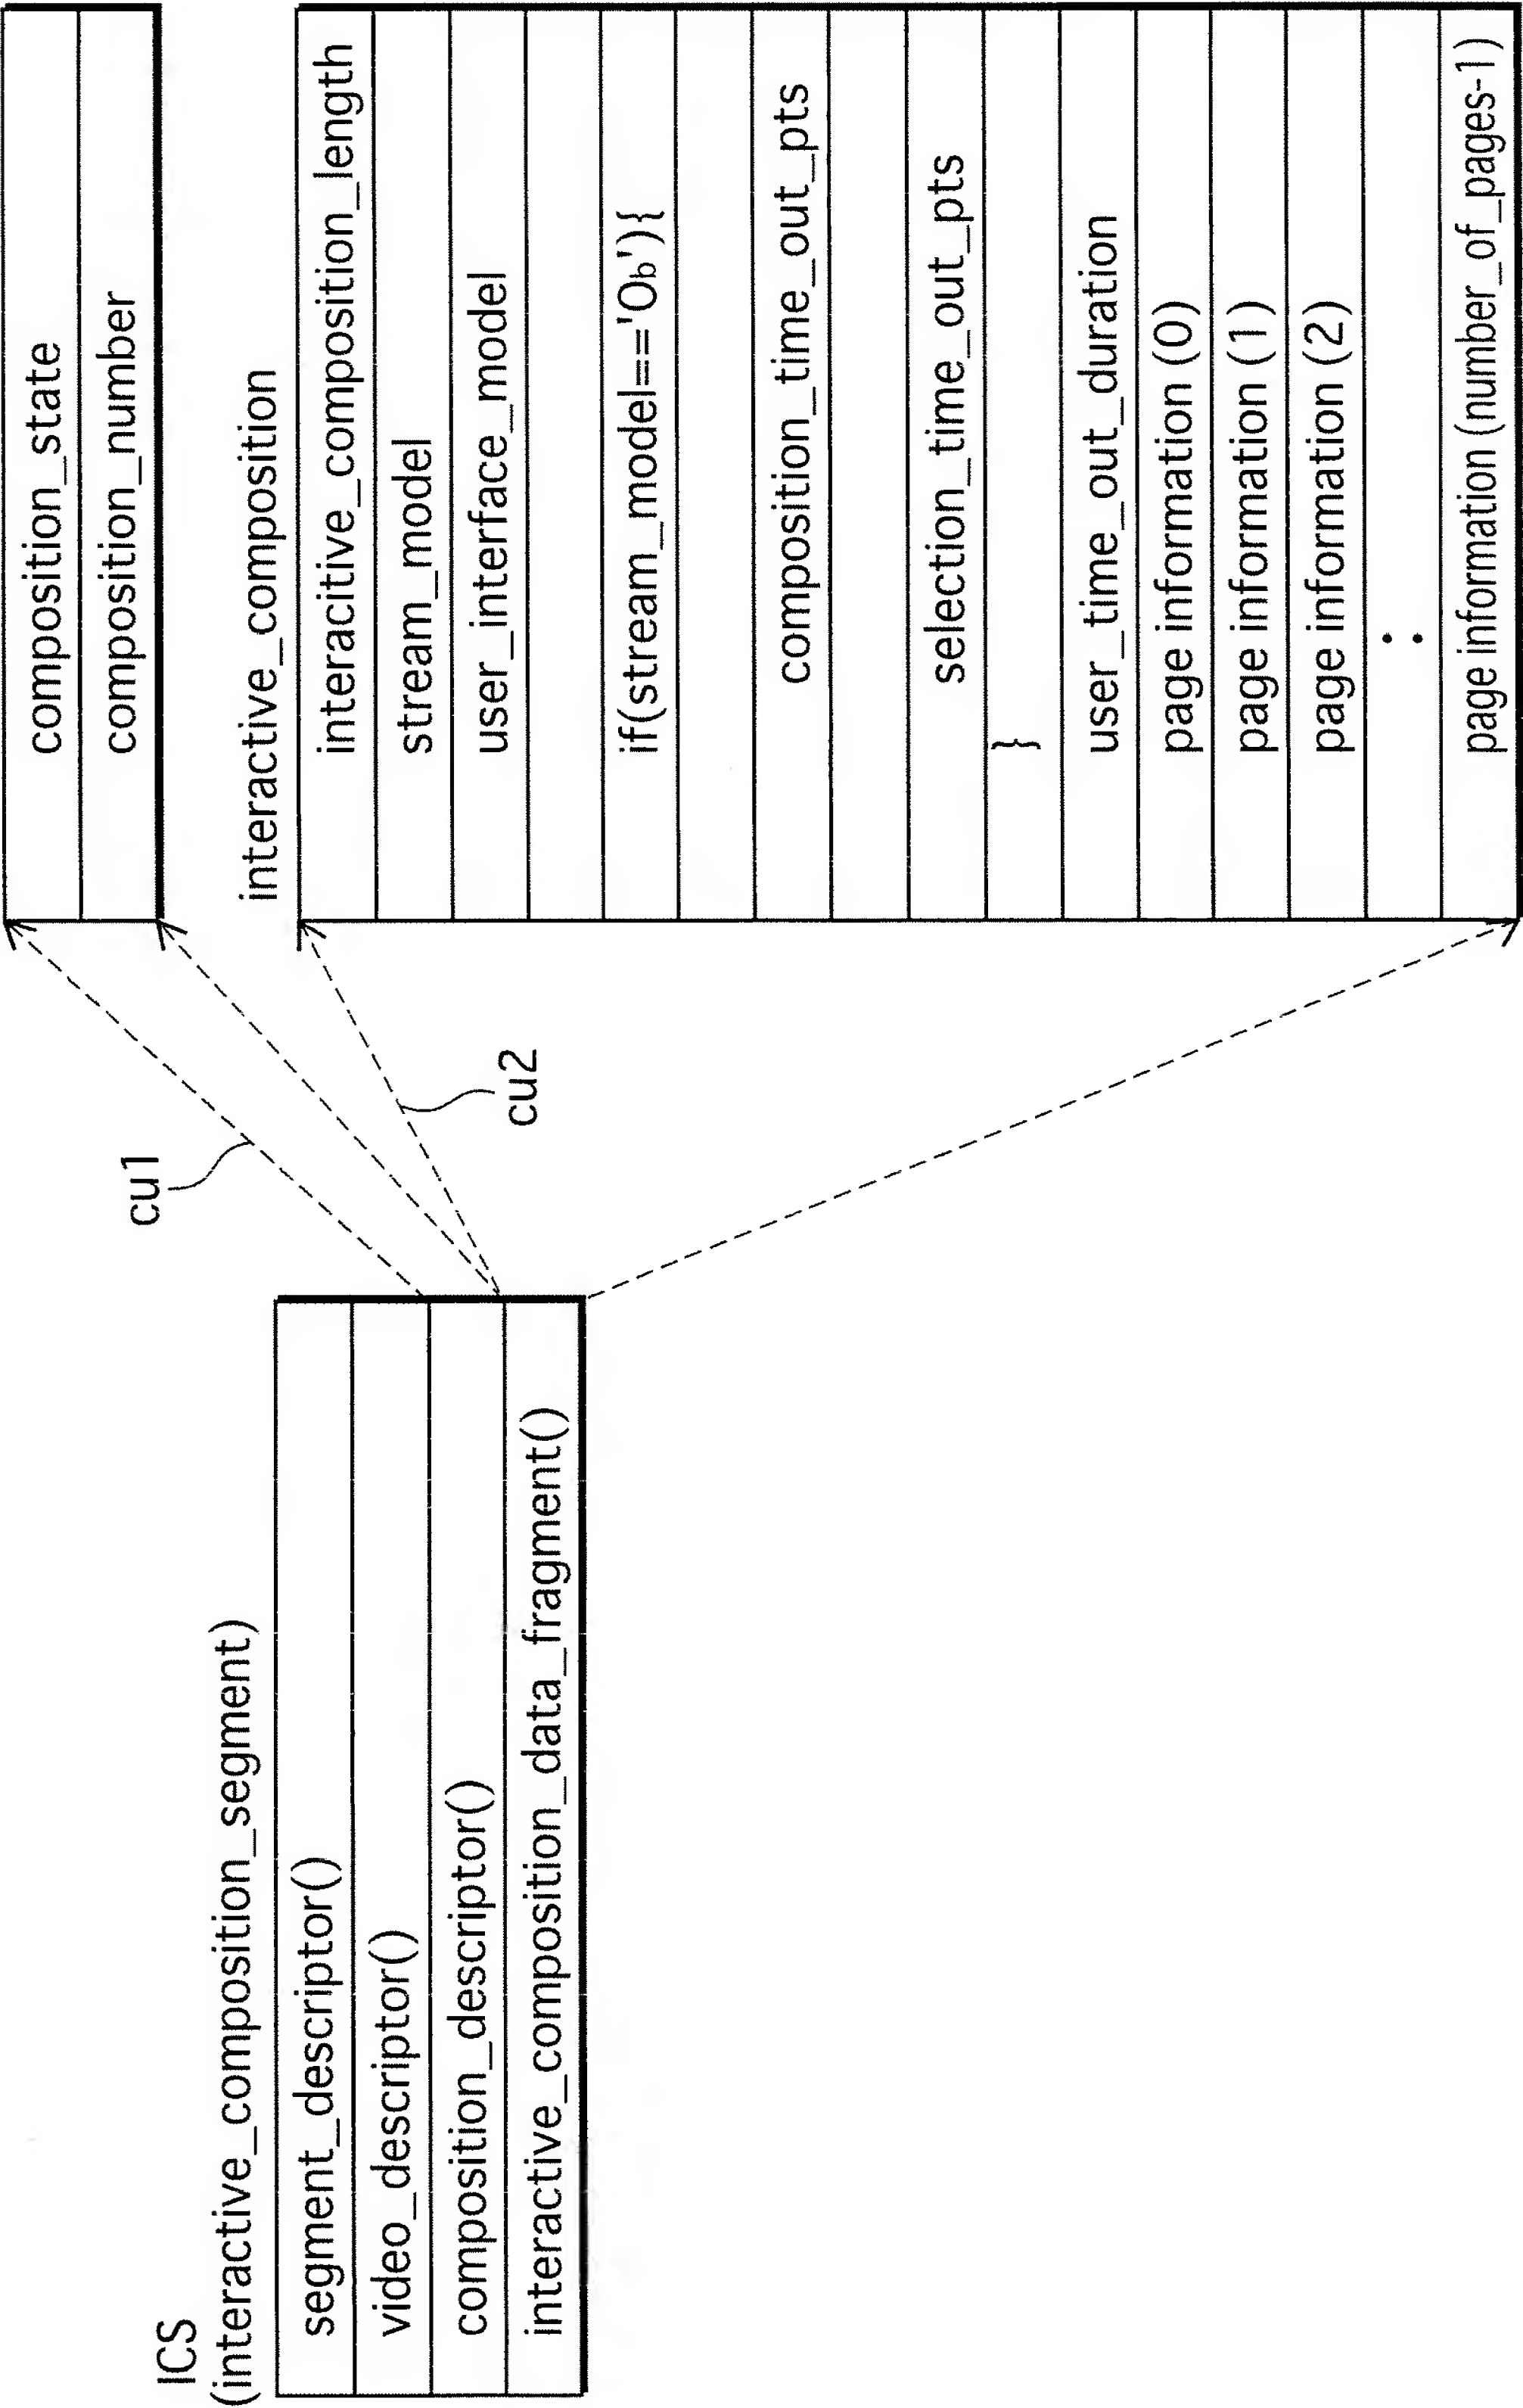 ICS
(interactive_composition_segment)
segment_descriptor()
video_descriptor()
composition_descriptor()
interactive_composition_data_fragment()
cu1
cu2
composition_state
composition_number
interactive_composition
interacitive_composition_length
stream_model
user_interface_model
if(stream_model=='0b'){
composition_time_out_pts
selection_time_out_pts
}
user_time_out_duration
page information (0)
page information (1)
page information (2)
:
page information (number_of_pages-1)